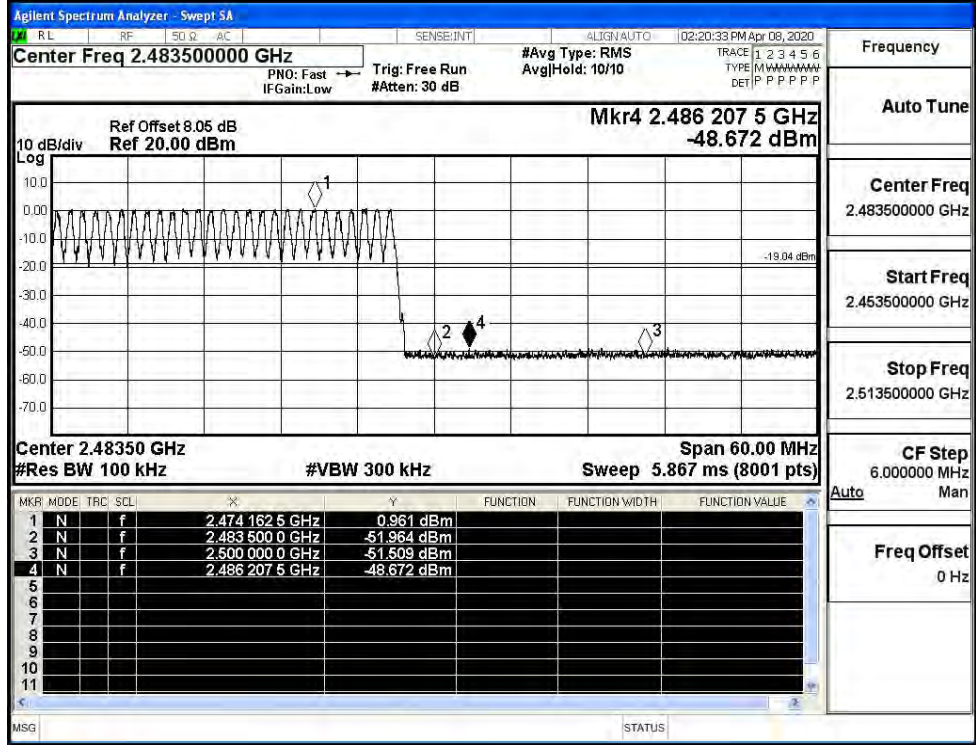 Agilent Spectrum Analyzer - Swept SA
LXI RL RF 50 Ω AC SENSE:INT ALIGN AUTO 02:20:33 PM Apr 08, 2020
Center Freq 2.483500000 GHz
PNO: Fast
IFGain:Low
Trig: Free Run
#Atten: 30 dB
#Avg Type: RMS
Avg|Hold: 10/10
TRACE 1 2 3 4 5 6
TYPE M W W W W W
DET P P P P P P
Mkr4 2.486 207 5 GHz
-48.672 dBm
Ref Offset 8.05 dB
10 dB/div Ref 20.00 dBm
Log
10.0
0.00
-10.0
-20.0
-30.0
-40.0
-50.0
-60.0
-70.0
1
2
4
3
-19.04 dBm
Center 2.48350 GHz Span 60.00 MHz
#Res BW 100 kHz #VBW 300 kHz Sweep 5.867 ms (8001 pts)
MKR MODE TRC SCL X Y FUNCTION FUNCTION WIDTH FUNCTION VALUE
1 N f 2.474 162 5 GHz 0.961 dBm
2 N f 2.483 500 0 GHz -51.964 dBm
3 N f 2.500 000 0 GHz -51.509 dBm
4 N f 2.486 207 5 GHz -48.672 dBm
5
6
7
8
9
10
11
MSG STATUS
Frequency
Auto Tune
Center Freq
2.483500000 GHz
Start Freq
2.453500000 GHz
Stop Freq
2.513500000 GHz
CF Step
6.000000 MHz
Auto Man
Freq Offset
0 Hz